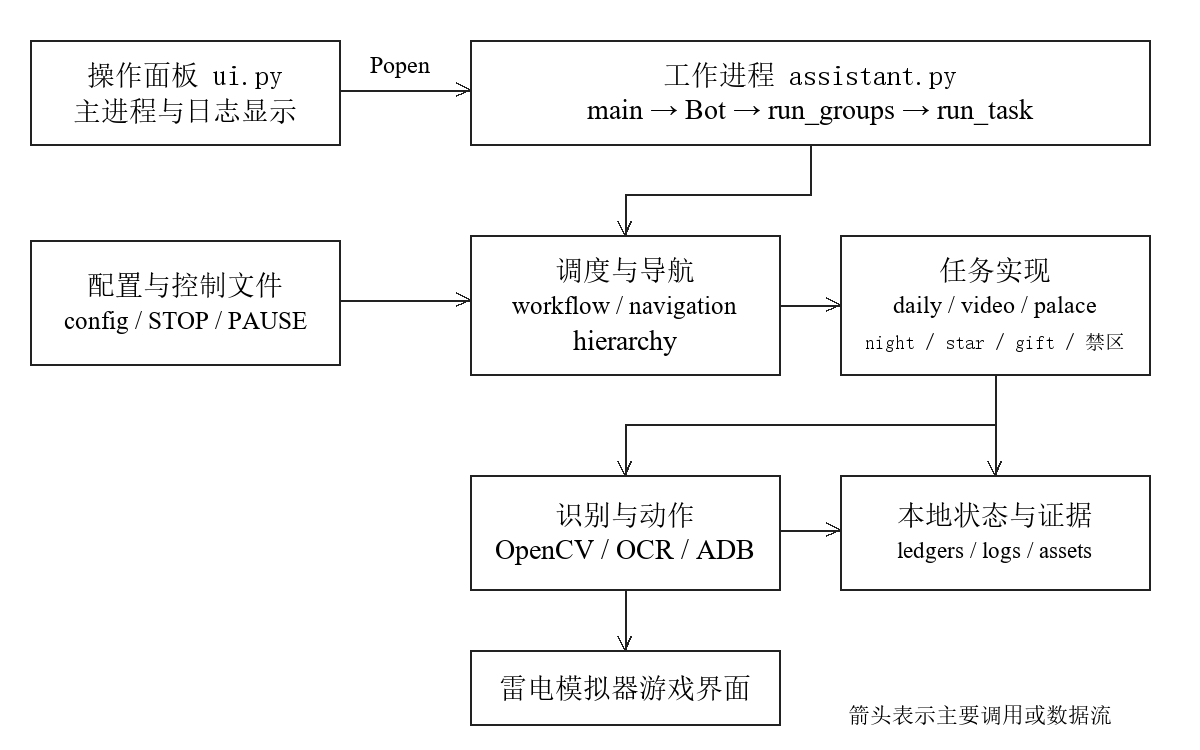 操作面板 ui.py
主进程与日志显示
Popen
工作进程 assistant.py
main → Bot → run_groups → run_task
配置与控制文件
config / STOP / PAUSE
调度与导航
workflow / navigation
hierarchy
任务实现
daily / video / palace
night / star / gift / 禁区
识别与动作
OpenCV / OCR / ADB
本地状态与证据
ledgers / logs / assets
雷电模拟器游戏界面
箭头表示主要调用或数据流